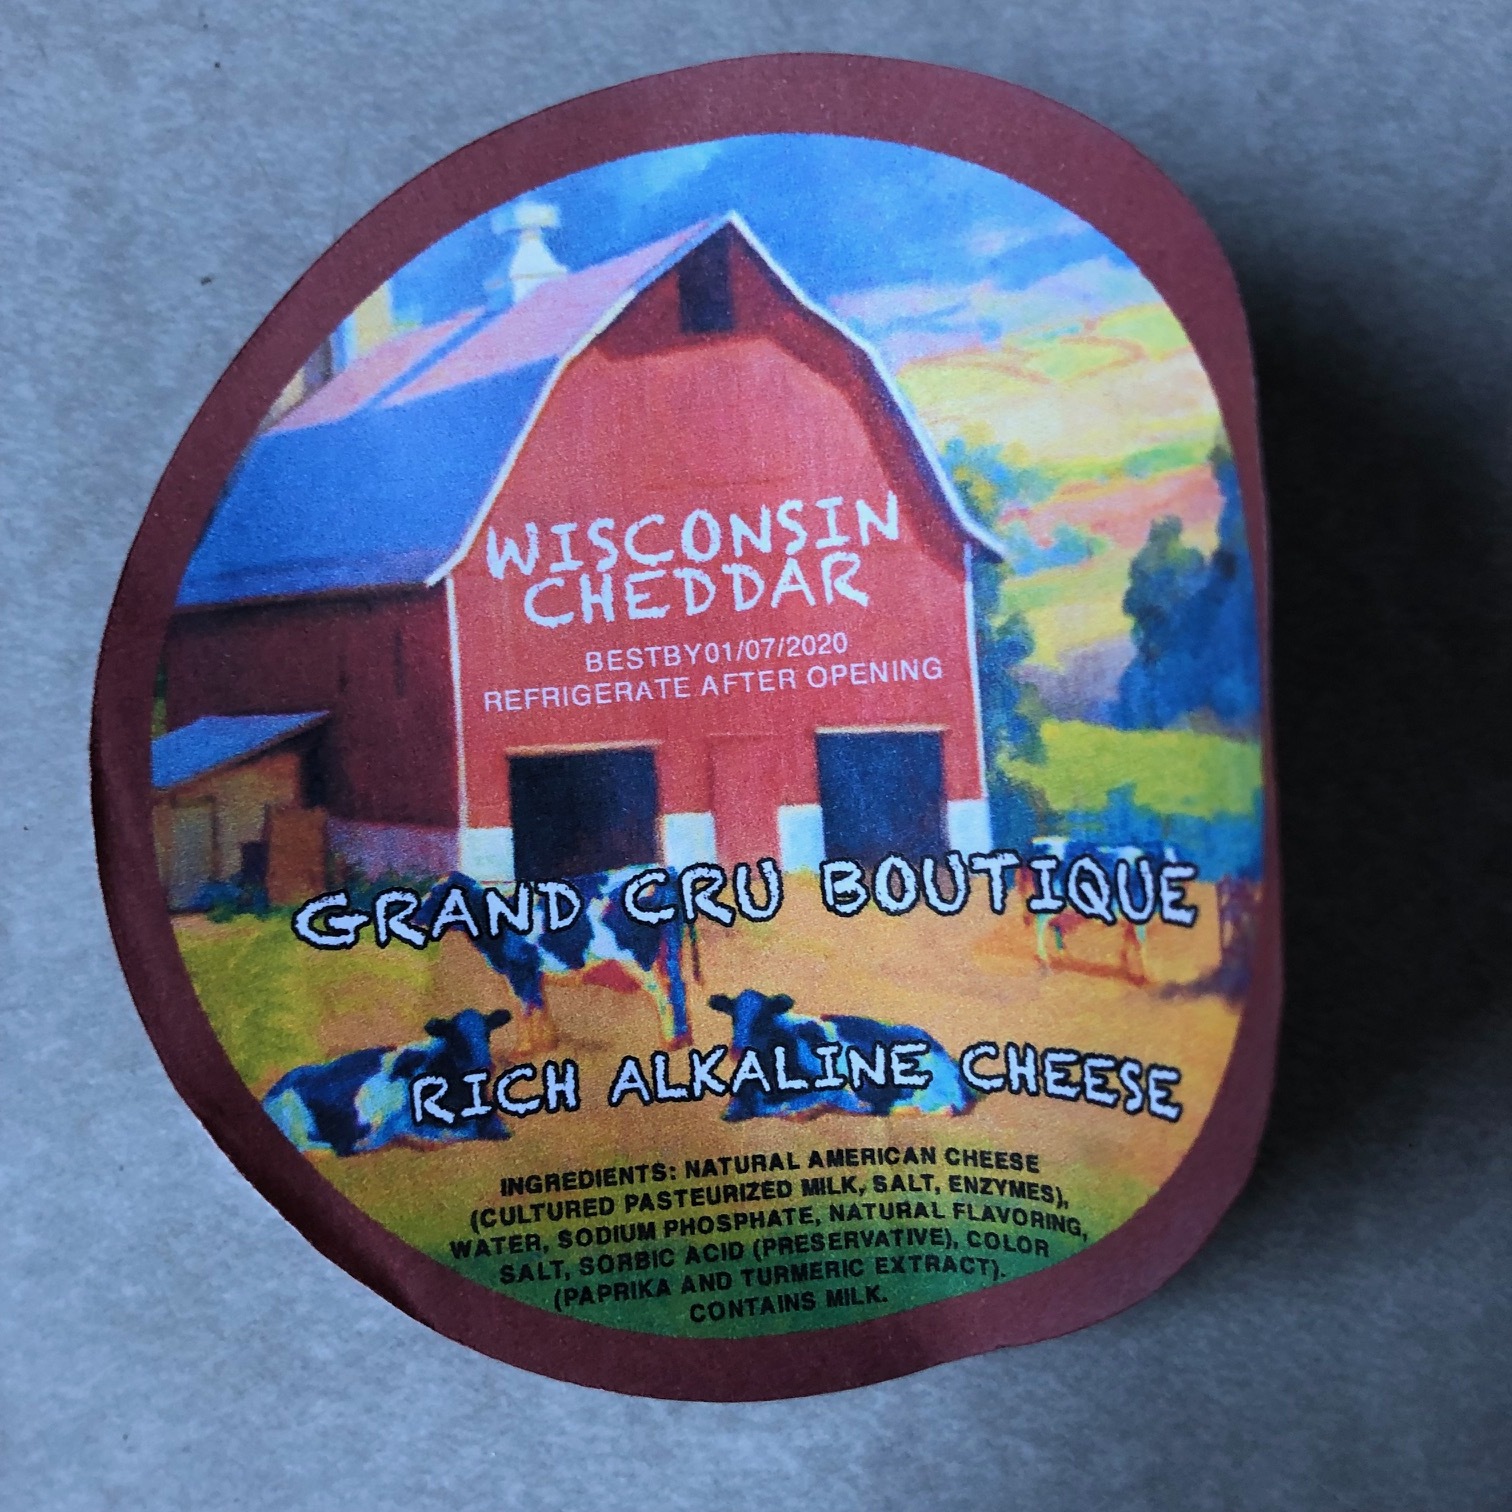 WISCONSIN
CHEDDAR
BESTBY01/07/2020
REFRIGERATE AFTER OPENING
GRAND CRU BOUTIQUE
RICH ALKALINE CHEESE
INGREDIENTS: NATURAL AMERICAN CHEESE
(CULTURED PASTEURIZED MILK, SALT, ENZYMES),
WATER, SODIUM PHOSPHATE, NATURAL FLAVORING,
SALT, SORBIC ACID (PRESERVATIVE), COLOR
(PAPRIKA AND TURMERIC EXTRACT).
CONTAINS MILK.